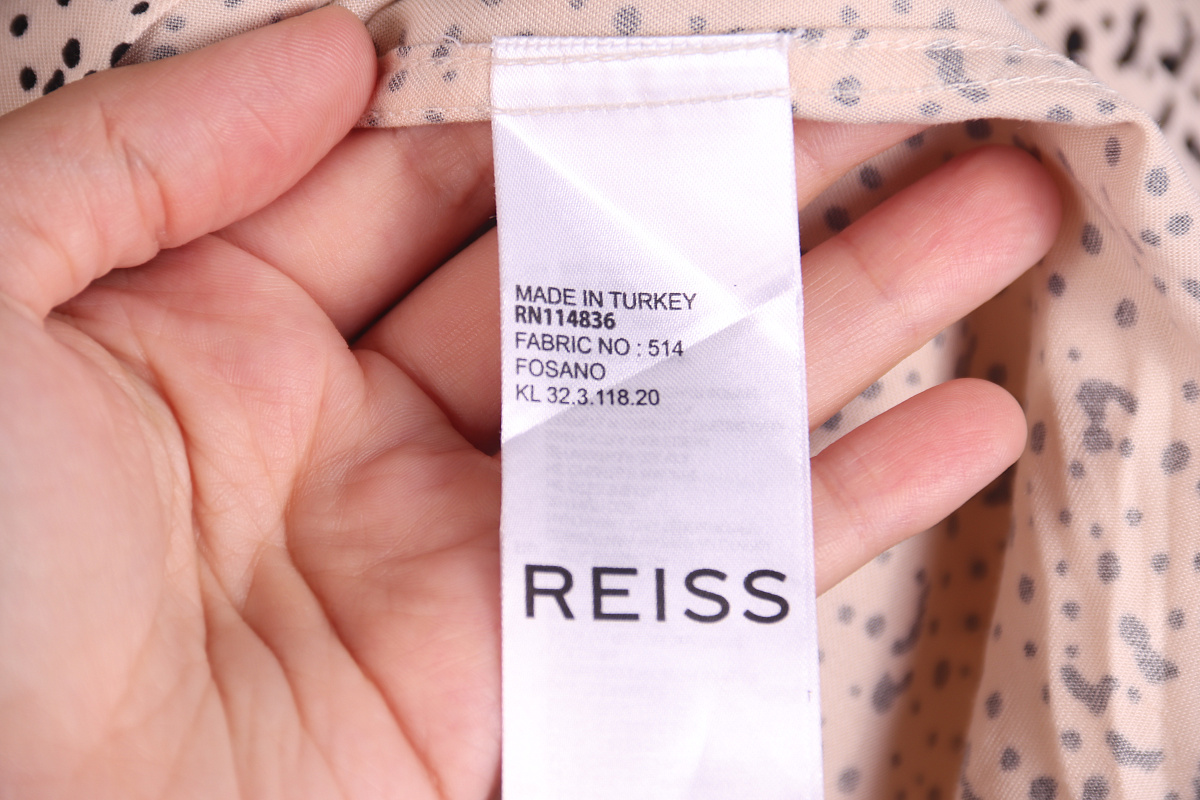 MADE IN TURKEY
RN114836
FABRIC NO : 514
FOSANO
KL 32.3.118.20
REISS